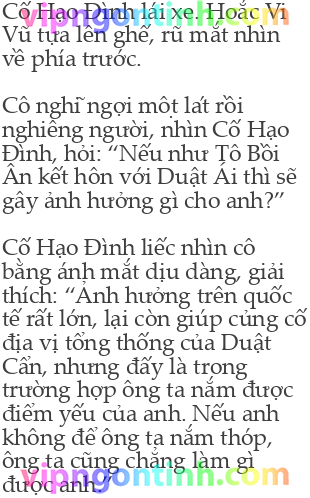 Cố Hạo Đình lái xe. Hoắc Vi
Vũ tựa lên ghế, rũ mắt nhìn
về phía trước.
Cô nghĩ ngợi một lát rồi
nghiêng người, nhìn Cố Hạo
Đình, hỏi: “Nếu như Tô Bồi
Ân kết hôn với Duật Ái thì sẽ
gây ảnh hưởng gì cho anh?”
Cố Hạo Đình liếc nhìn cô
bằng ánh mắt dịu dàng, giải
thích: “Ảnh hưởng trên quốc
tế rất lớn, lại còn giúp củng cố
địa vị tổng thống của Duật
Cẩn, nhưng đấy là trong
trường hợp ông ta nắm được
điểm yếu của anh. Nếu anh
không để ông ta nắm thóp,
ông ta cũng chẳng làm gì
được anh.”
vipngontinh.com
vipngontinh.com